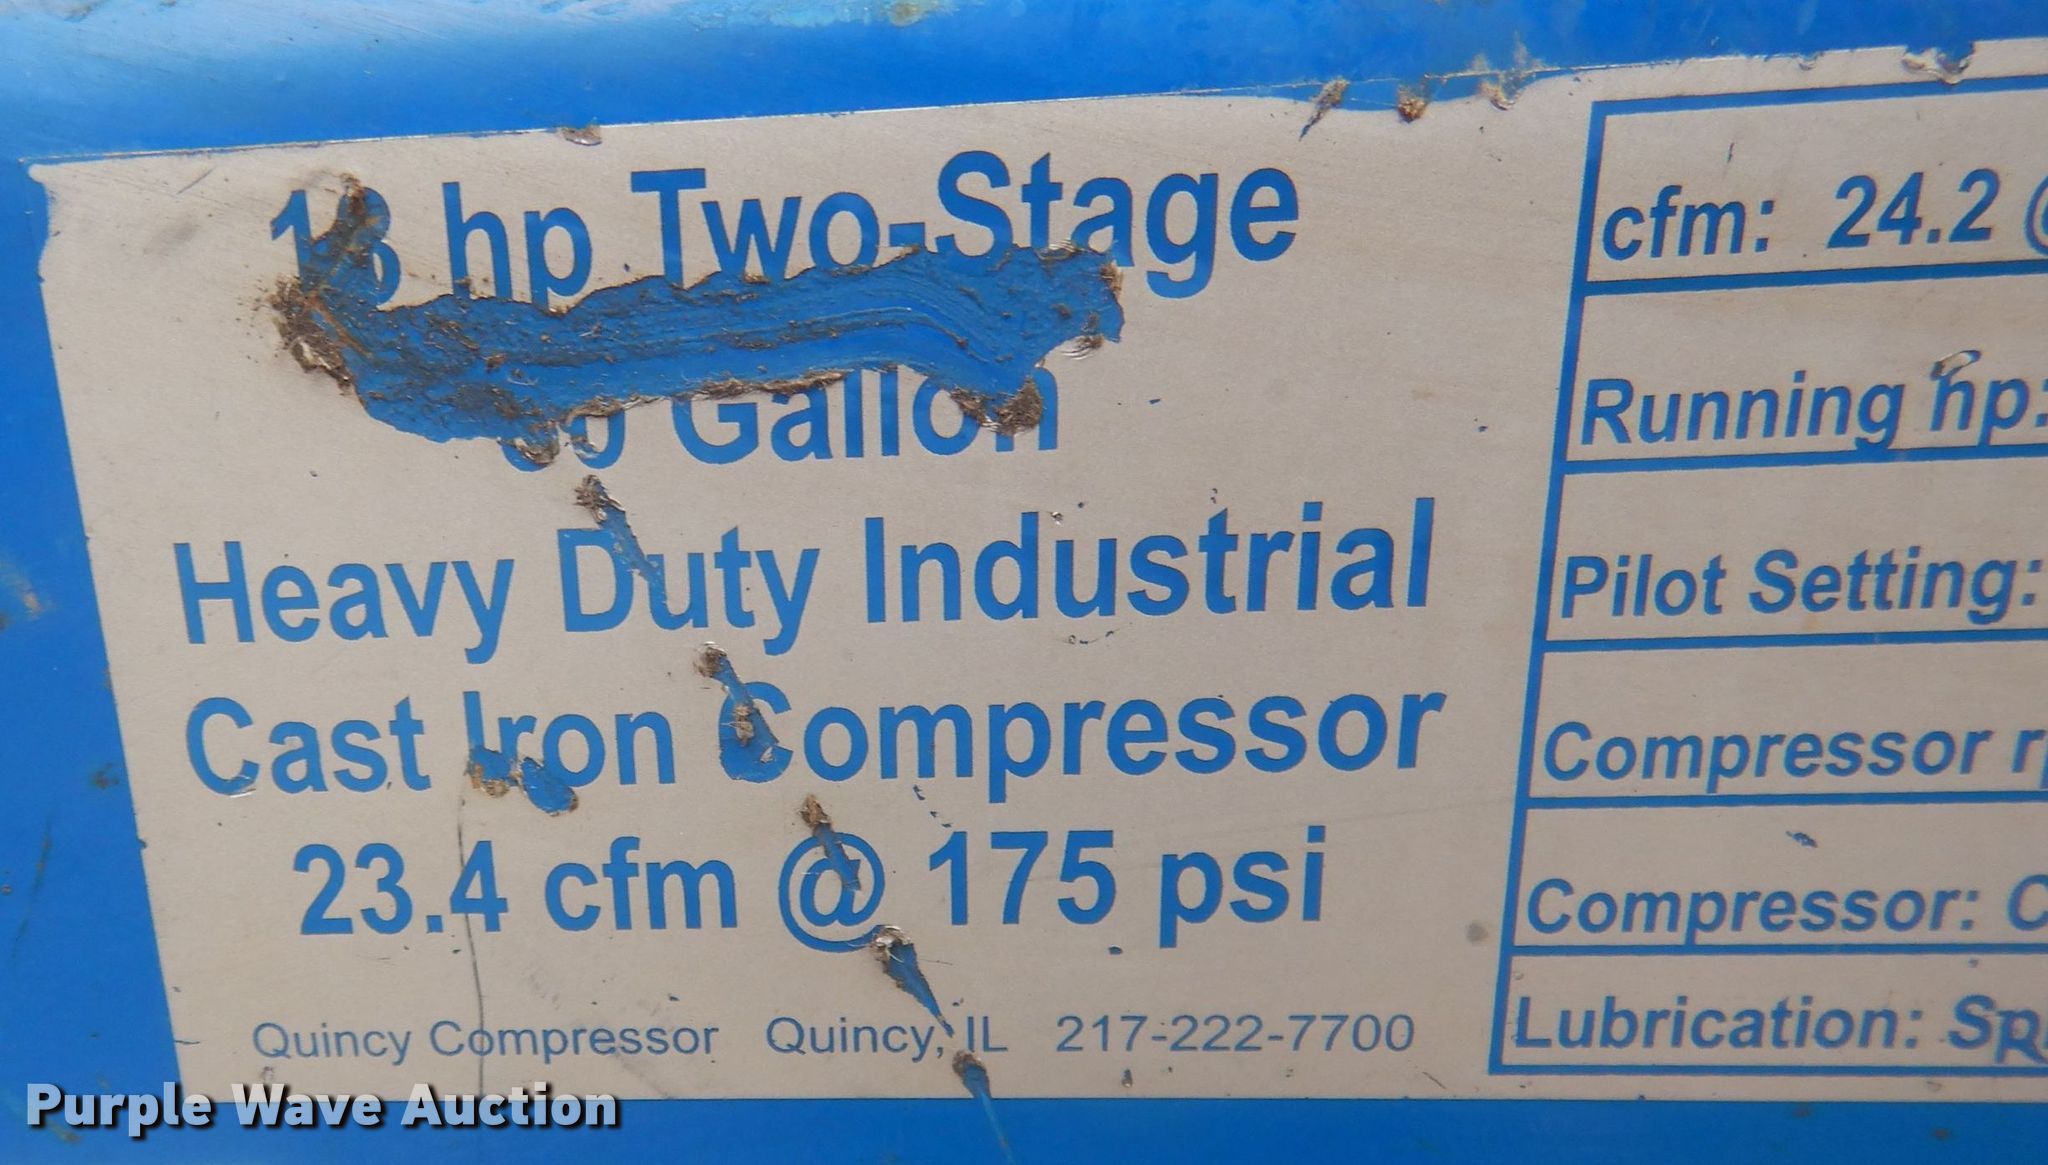 hp Two-Stage
Gallon
Heavy Duty Industrial
Cast Iron Compressor
23.4 cfm @ 175 psi
Quincy Compressor Quincy, IL 217-222-7700
cfm: 24.2
Running hp:
Pilot Setting:
Compressor
Compressor:
Lubrication:
Purple Wave Auction